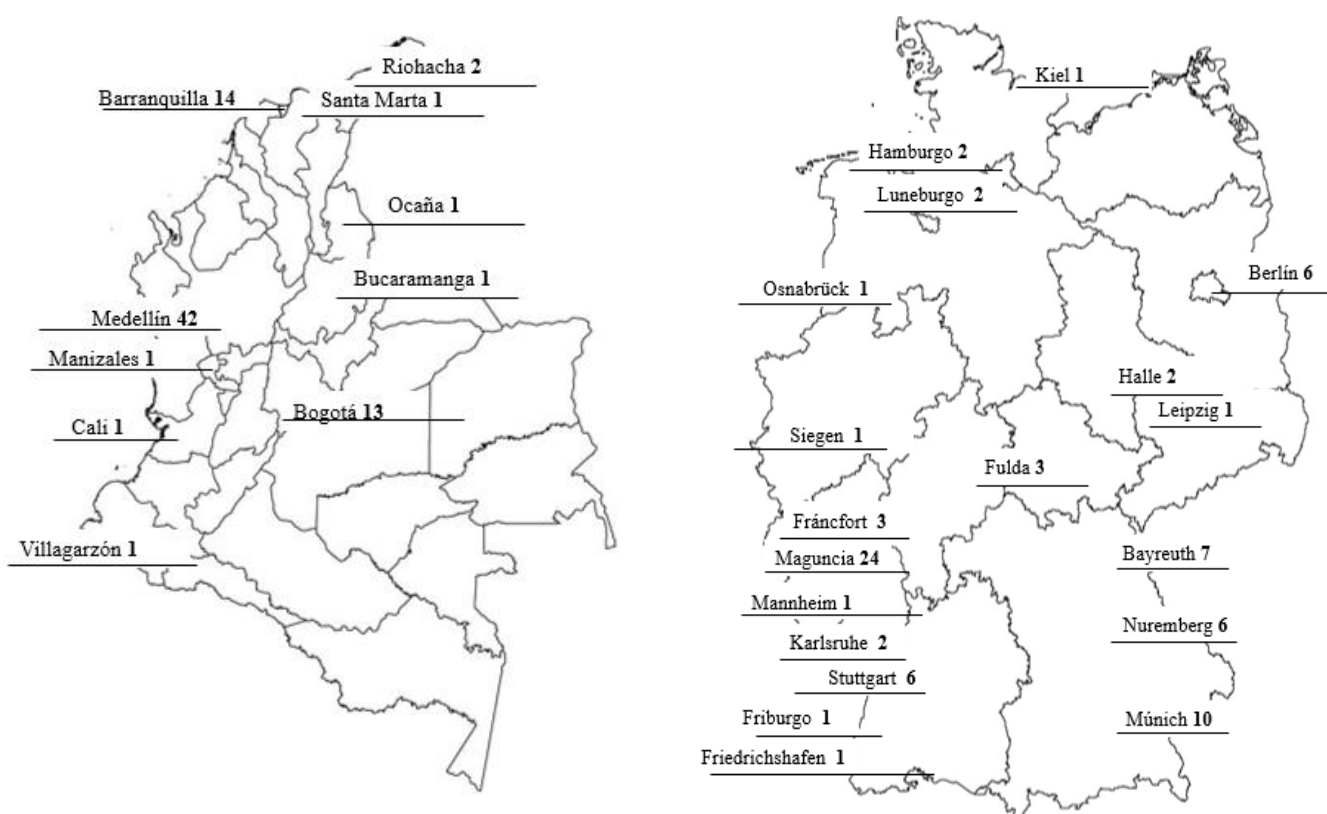 Riohacha 2
Barranquilla 14
Santa Marta 1
Ocaña 1
Bucaramanga 1
Medellín 42
Manizales 1
Bogotá 13
Cali 1
Villagarzón 1
Kiel 1
Hamburgo 2
Luneburgo 2
Berlín 6
Osnabrück 1
Halle 2
Leipzig 1
Siegen 1
Fulda 3
Fráncfort 3
Maguncia 24
Bayreuth 7
Mannheim 1
Nuremberg 6
Karlsruhe 2
Stuttgart 6
Friburgo 1
Múnich 10
Friedrichshafen 1